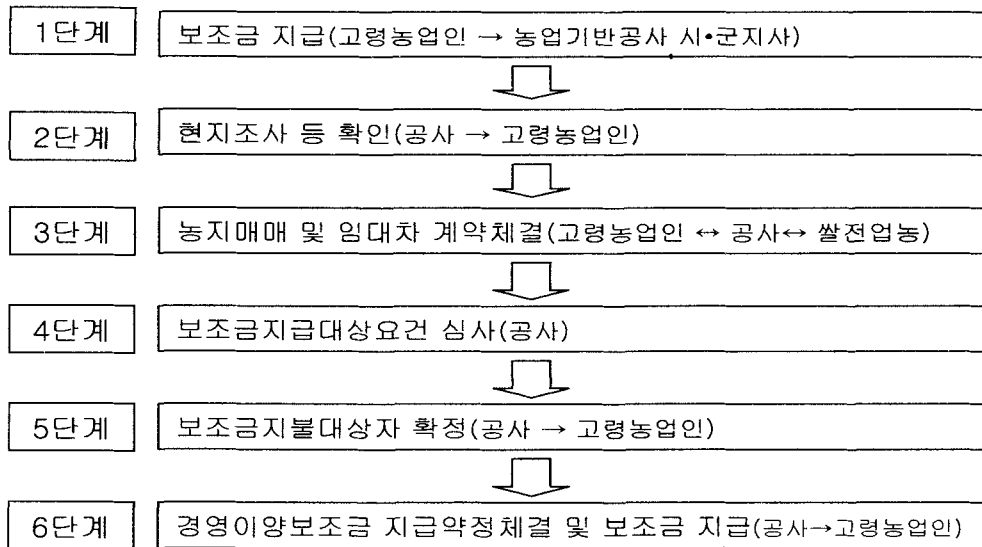 1단계 보조금 지급(고령농업인 → 농업기반공사 시•군지사)
2단계 현지조사 등 확인(공사 → 고령농업인)
3단계 농지매매 및 임대차 계약체결(고령농업인 ↔ 공사↔ 쌀전업농)
4단계 보조금지급대상요건 심사(공사)
5단계 보조금지불대상자 확정(공사 → 고령농업인)
6단계 경영이양보조금 지급약정체결 및 보조금 지급(공사→고령농업인)